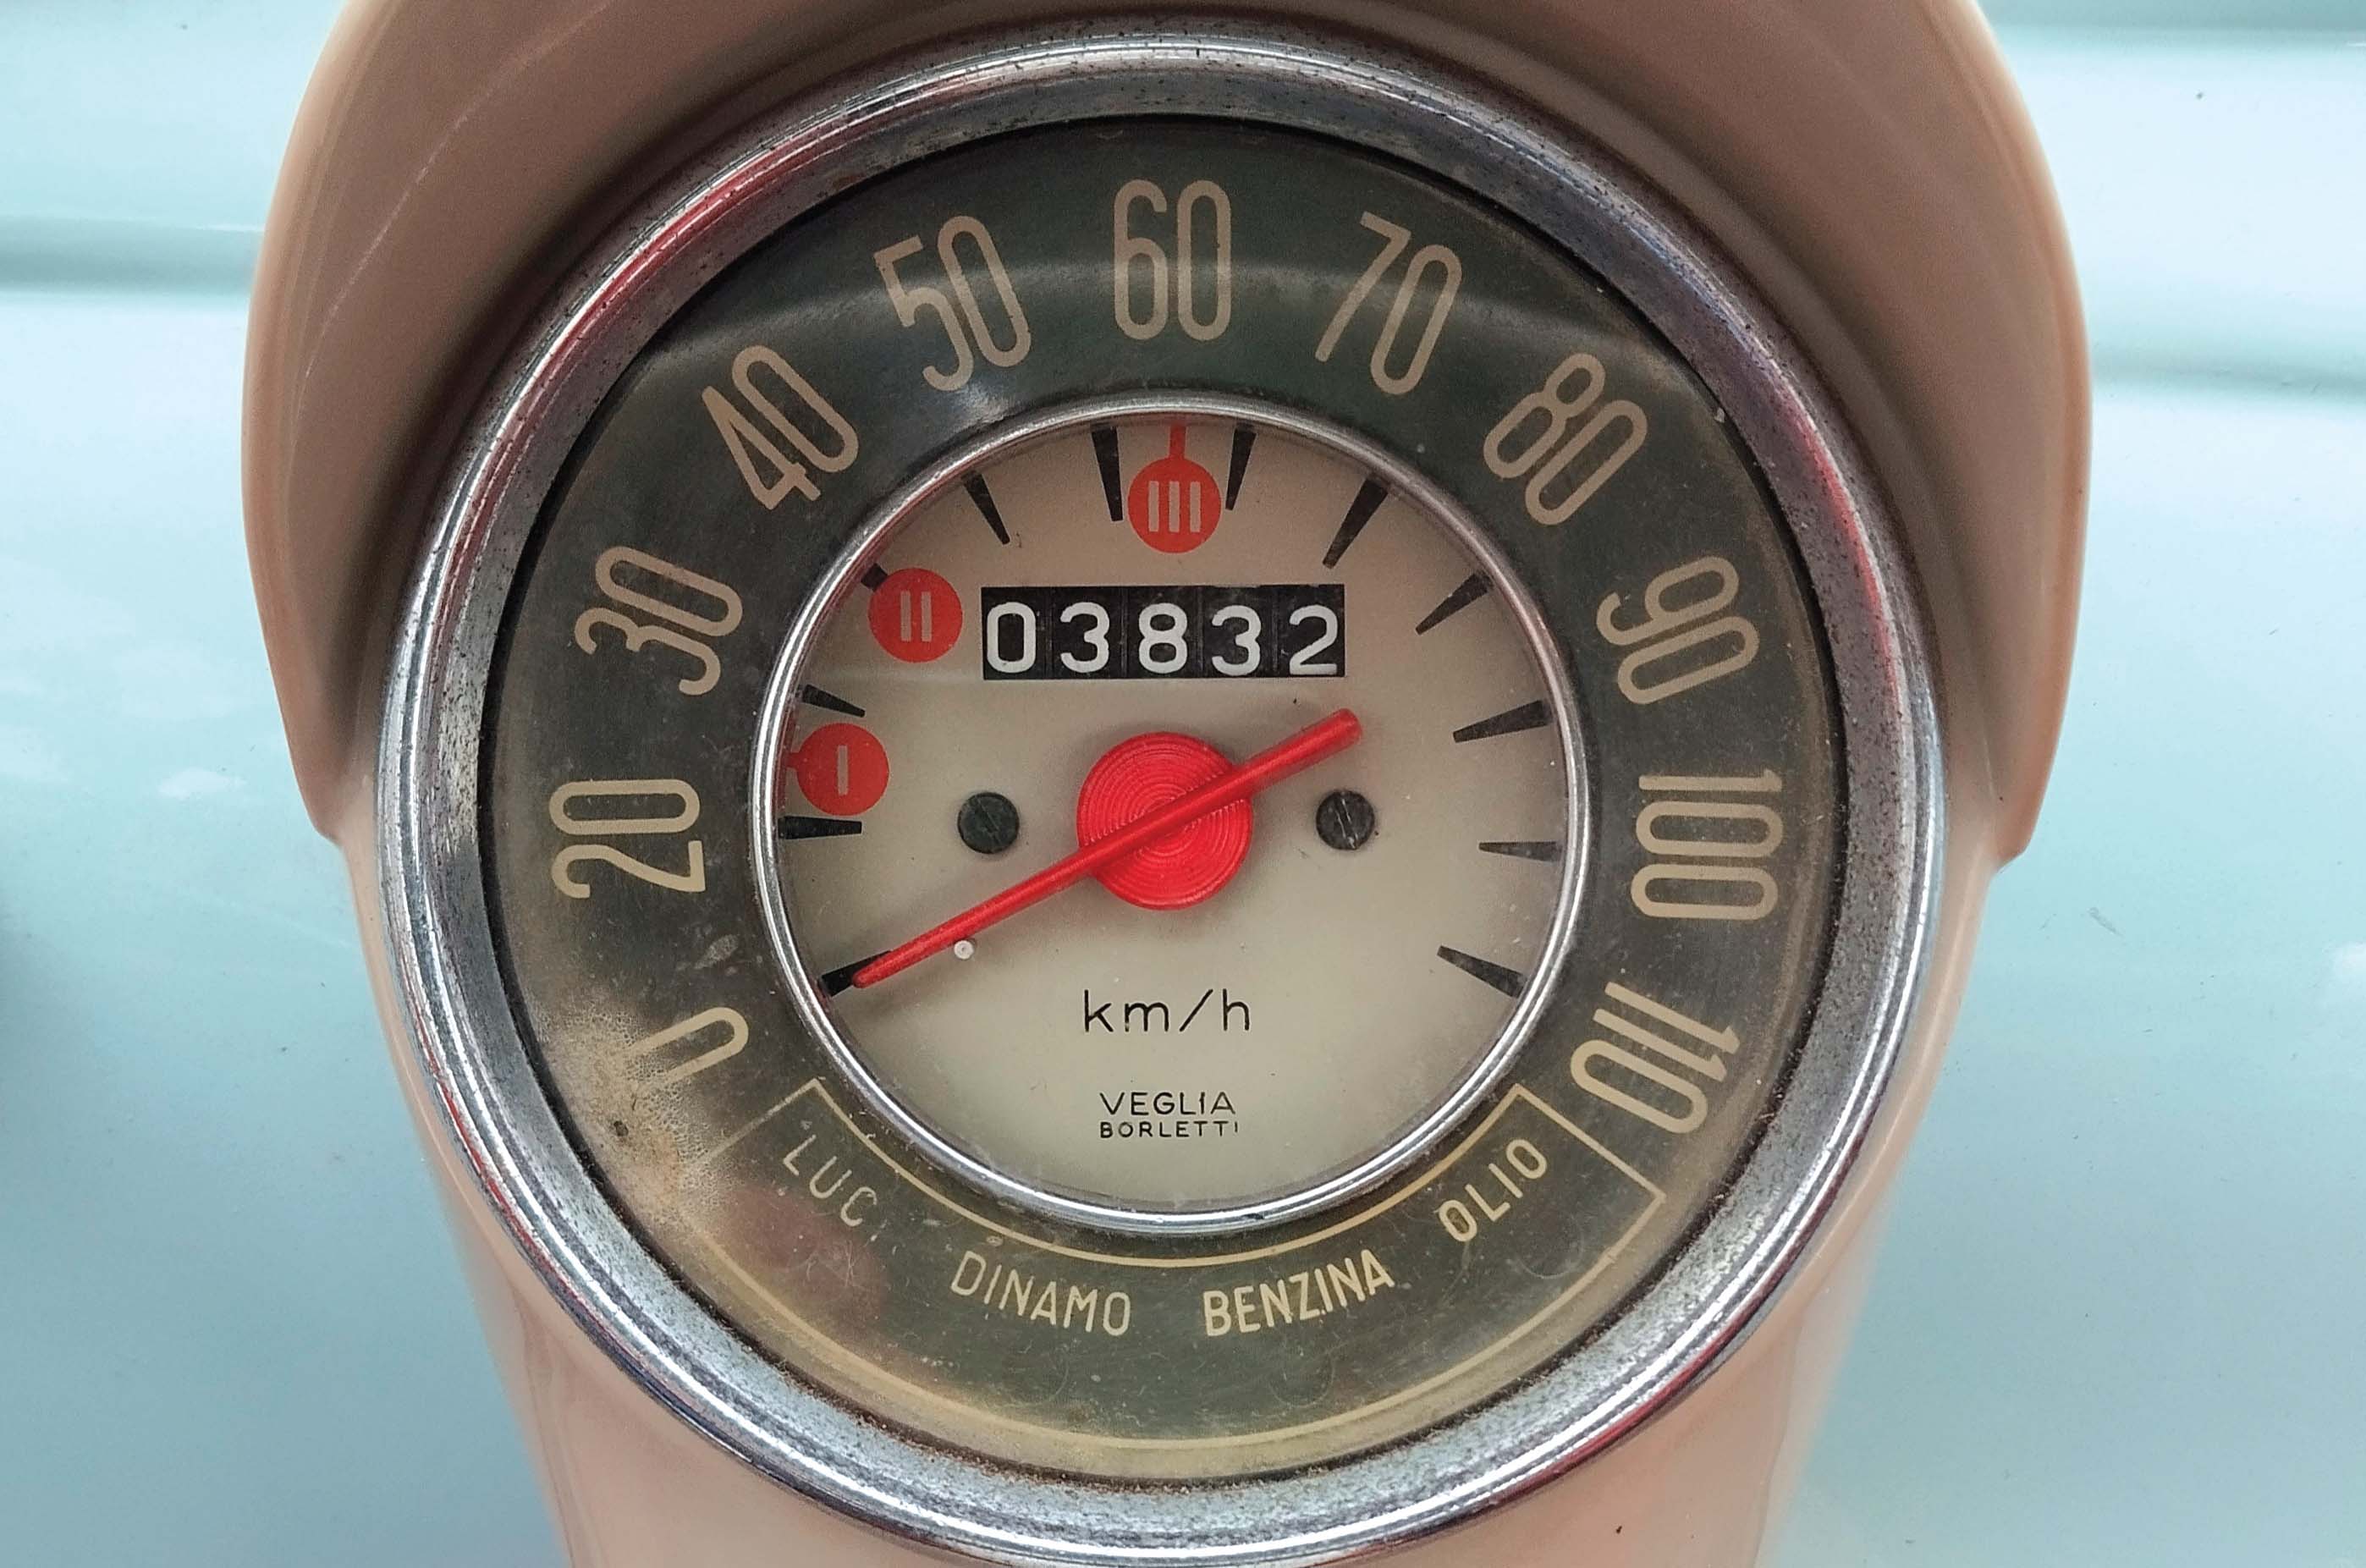 0
20
30
40
50
60
70
80
90
100
110
I
II
III
03832
km/h
VEGLIA
BORLETTI
LUC
DINAMO
BENZINA
OLIO